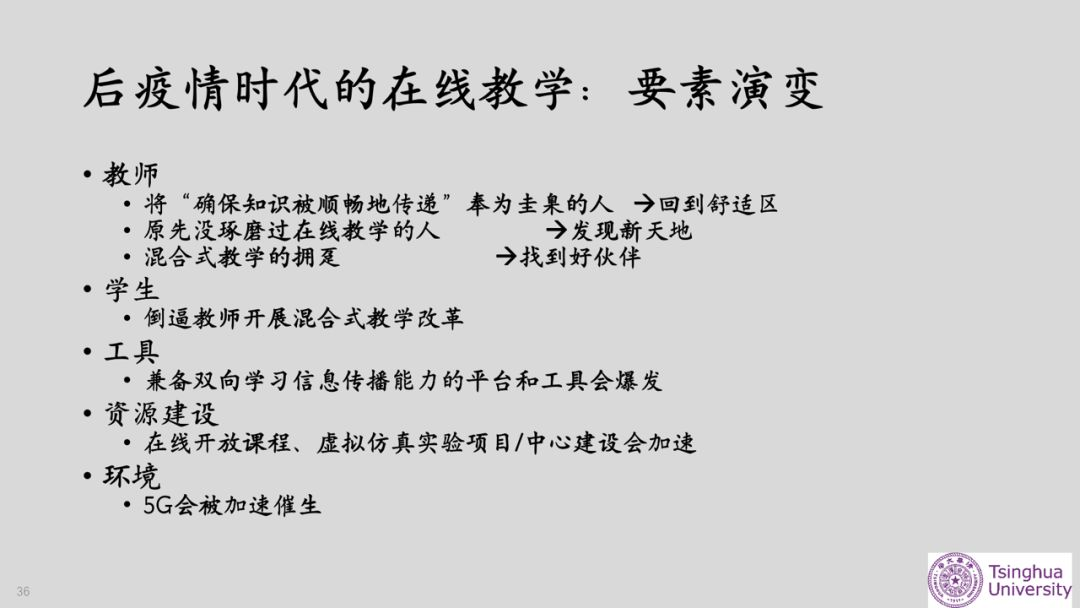 后疫情时代的在线教学：要素演变
• 教师
• 将“确保知识被顺畅地传递”奉为圭臬的人 →回到舒适区
• 原先没琢磨过在线教学的人 →发现新天地
• 混合式教学的拥趸 →找到好伙伴
• 学生
• 倒逼教师开展混合式教学改革
• 工具
• 兼备双向学习信息传播能力的平台和工具会爆发
• 资源建设
• 在线开放课程、虚拟仿真实验项目/中心建设会加速
• 环境
• 5G会被加速催生
36
Tsinghua
University